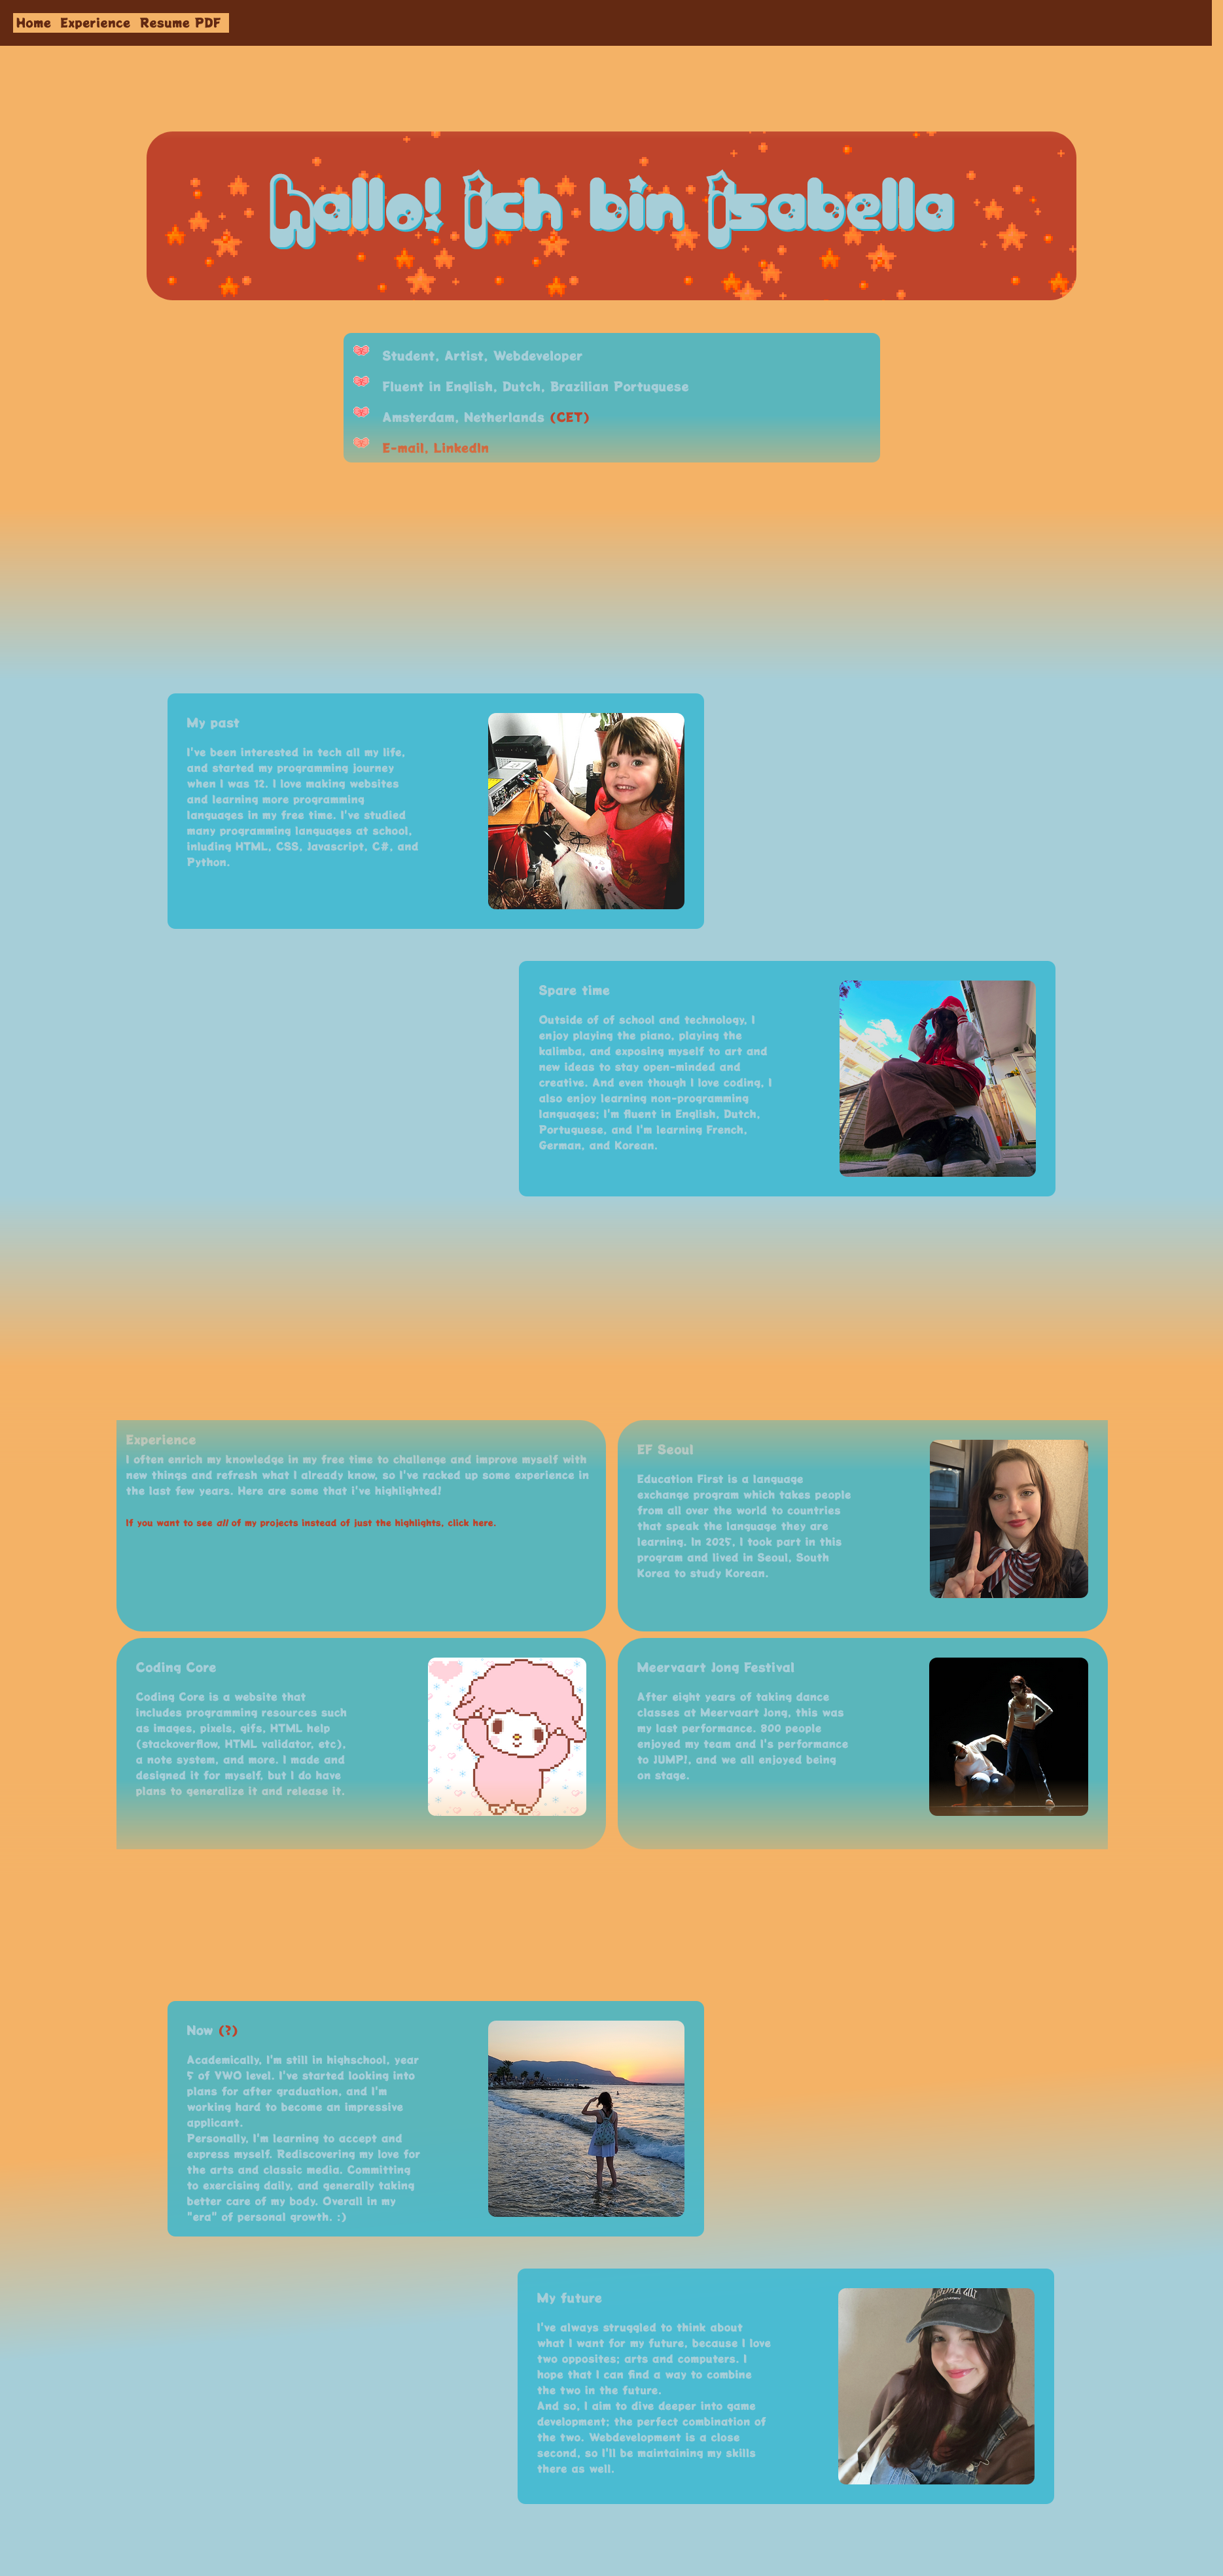 Home Experience Resume PDF
hallo! ich bin isabella
Student, Artist, Webdeveloper
Fluent in English, Dutch, Brazilian Portuguese
Amsterdam, Netherlands (CET)
E-mail, LinkedIn
My past
I've been interested in tech all my life,
and started my programming journey
when I was 12. I love making websites
and learning more programming
languages in my free time. I've studied
many programming languages at school,
inluding HTML, CSS, Javascript, C#, and
Python.
Spare time
Outside of of school and technology, I
enjoy playing the piano, playing the
kalimba, and exposing myself to art and
new ideas to stay open-minded and
creative. And even though I love coding, I
also enjoy learning non-programming
languages; I'm fluent in English, Dutch,
Portuguese, and I'm learning French,
German, and Korean.
Experience
I often enrich my knowledge in my free time to challenge and improve myself with
new things and refresh what I already know, so I've racked up some experience in
the last few years. Here are some that i've highlighted!
If you want to see all of my projects instead of just the highlights, click here.
EF Seoul
Education First is a language
exchange program which takes people
from all over the world to countries
that speak the language they are
learning. In 2025, I took part in this
program and lived in Seoul, South
Korea to study Korean.
Coding Core
Coding Core is a website that
includes programming resources such
as images, pixels, gifs, HTML help
(stackoverflow, HTML validator, etc),
a note system, and more. I made and
designed it for myself, but I do have
plans to generalize it and release it.
Meervaart Jong Festival
After eight years of taking dance
classes at Meervaart Jong, this was
my last performance. 800 people
enjoyed my team and I's performance
to JUMP!, and we all enjoyed being
on stage.
Now (?)
Academically, I'm still in highschool, year
5 of VWO level. I've started looking into
plans for after graduation, and I'm
working hard to become an impressive
applicant.
Personally, I'm learning to accept and
express myself. Rediscovering my love for
the arts and classic media. Committing
to exercising daily, and generally taking
better care of my body. Overall in my
"era" of personal growth. :)
My future
I've always struggled to think about
what I want for my future, because I love
two opposites; arts and computers. I
hope that I can find a way to combine
the two in the future.
And so, I aim to dive deeper into game
development; the perfect combination of
the two. Webdevelopment is a close
second, so I'll be maintaining my skills
there as well.